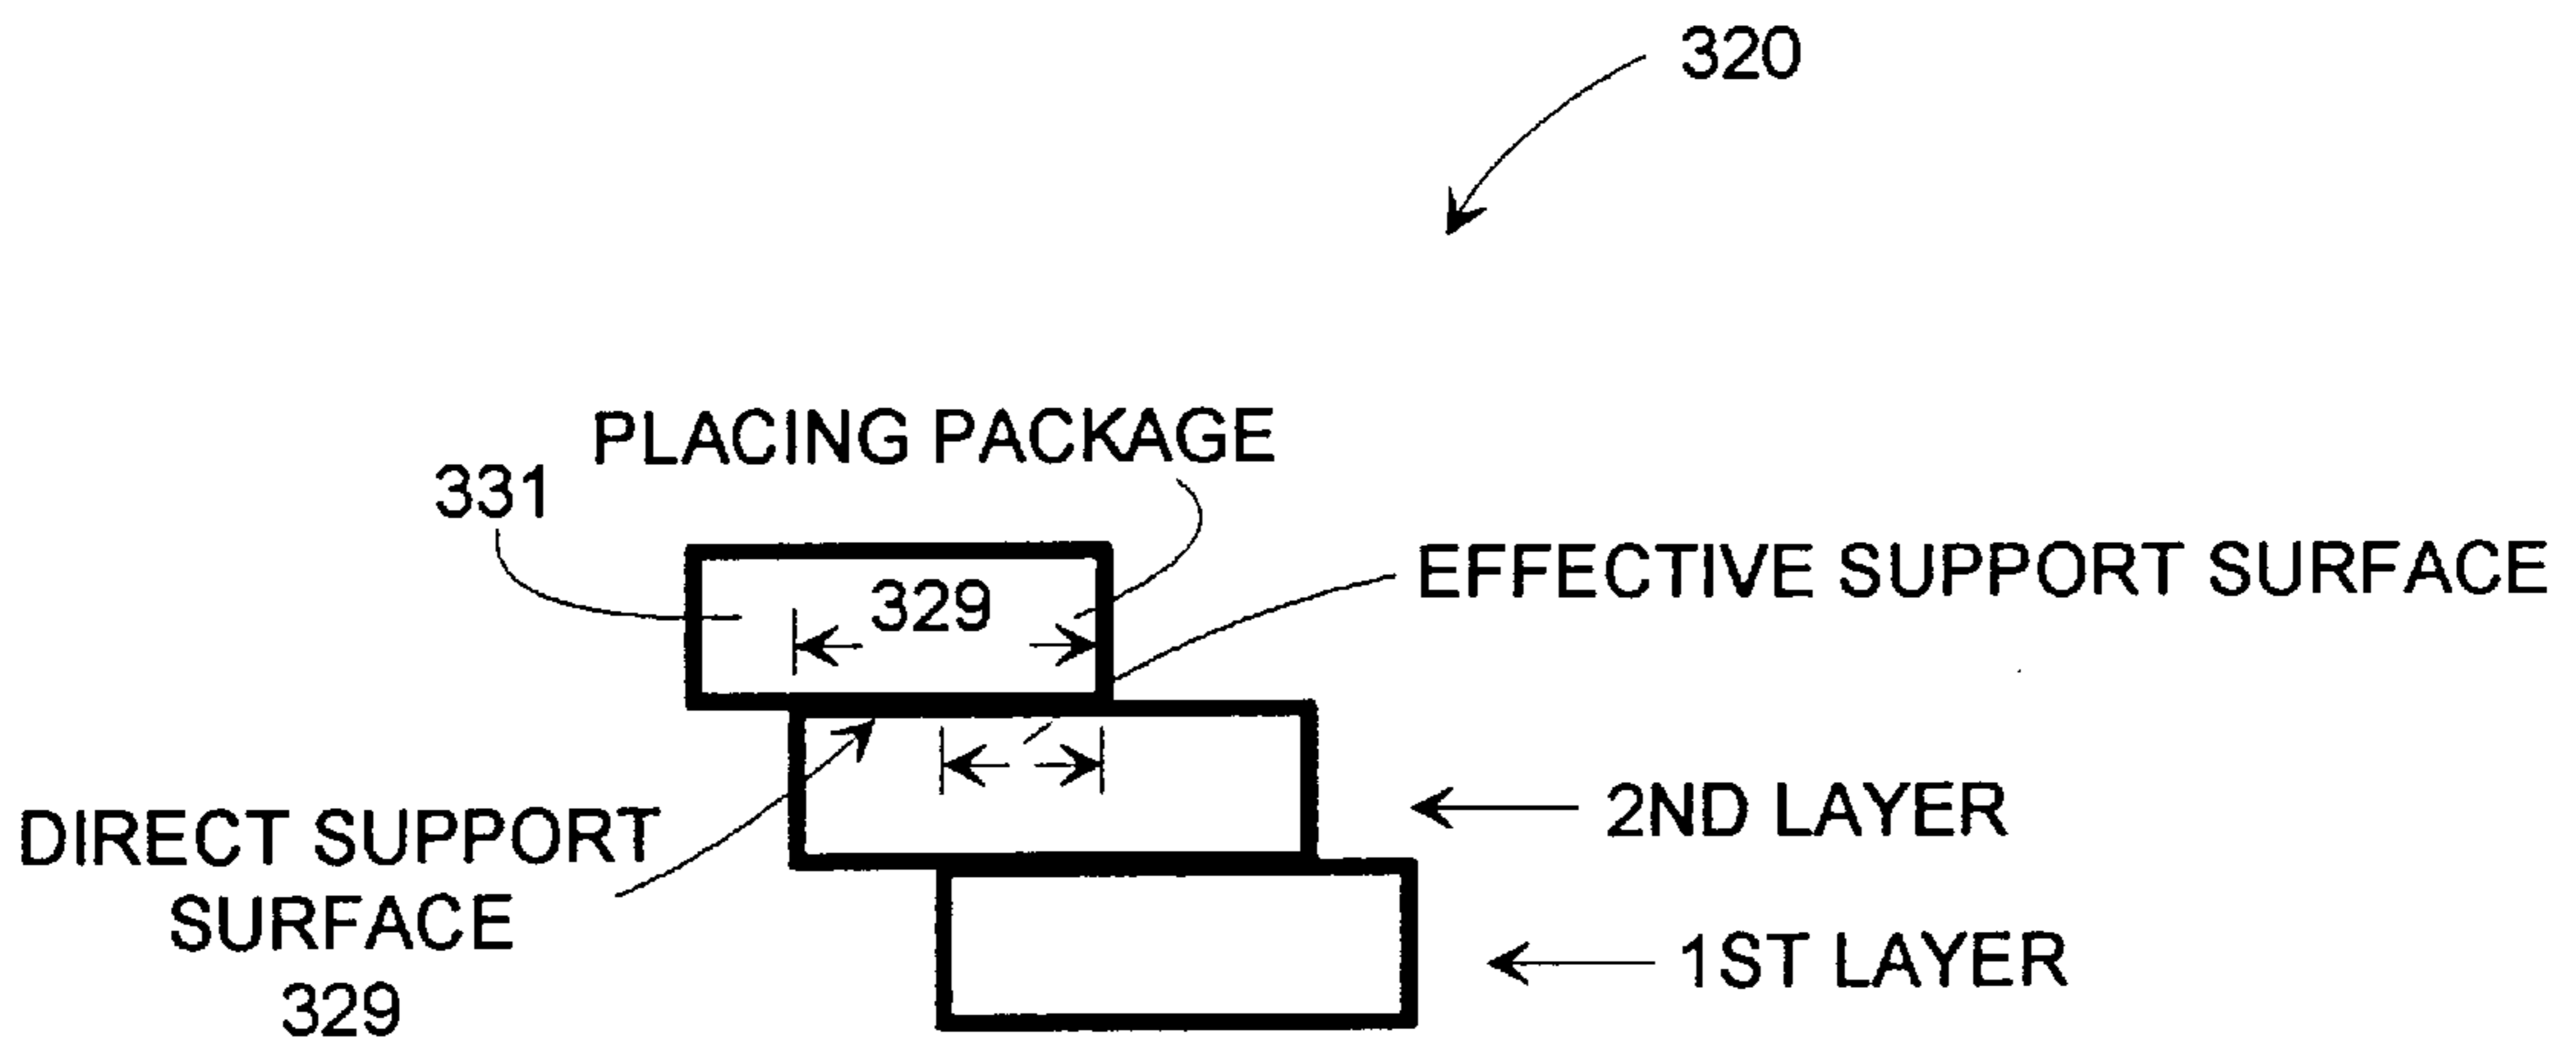 320
PLACING PACKAGE
331
EFFECTIVE SUPPORT SURFACE
329
DIRECT SUPPORT
SURFACE
329
2ND LAYER
1ST LAYER